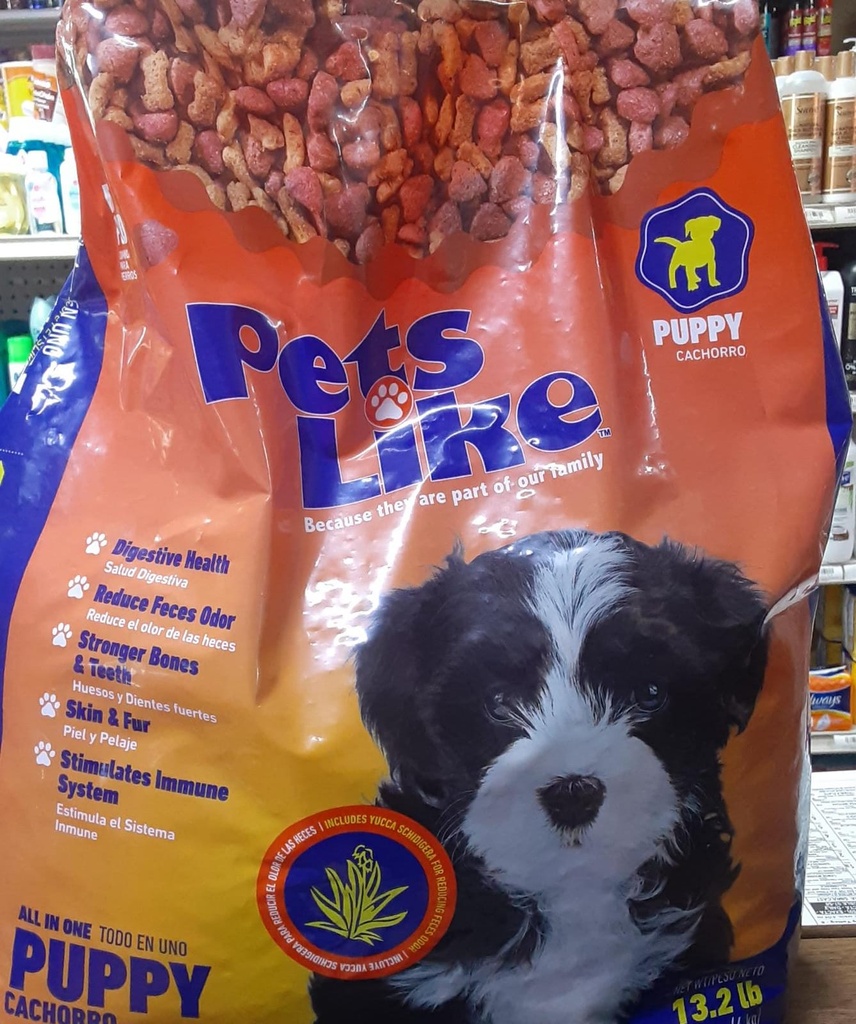 PUPPY
CACHORRO
Pets
Like™
Because they are part of our family
Digestive Health
Salud Digestiva
Reduce Feces Odor
Reduce el olor de las heces
Stronger Bones
& Teeth
Huesos y Dientes fuertes
Skin & Fur
Piel y Pelaje
Stimulates Immune
System
Estimula el Sistema
Inmune
INCLUDES YUCCA SCHIDIGERA FOR REDUCING FECES ODOR
INCLUYE YUCCA SCHIDIGERA PARA REDUCIR EL OLOR DE LAS HECES
ALL IN ONE TODO EN UNO
PUPPY
CACHORRO
NET WT/PESO NETO
13.2 lb
always